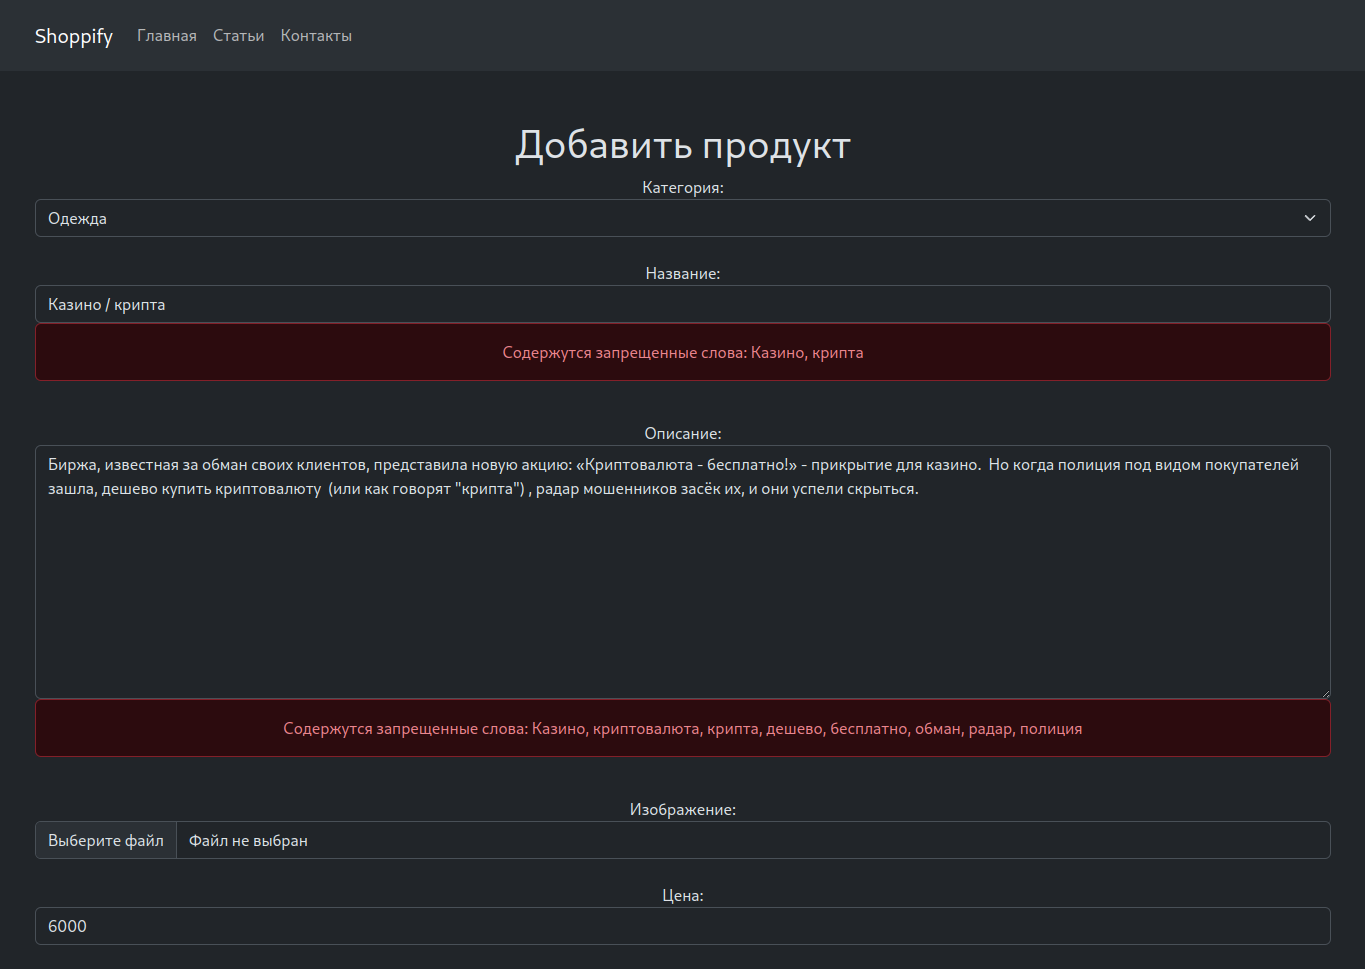 Shoppify Главная Статьи Контакты
Добавить продукт
Категория:
Одежда
Название:
Казино / крипта
Содержутся запрещенные слова: Казино, крипта
Описание:
Биржа, известная за обман своих клиентов, представила новую акцию: «Криптовалюта - бесплатно!» - прикрытие для казино.  Но когда полиция под видом покупателей
зашла, дешево купить криптовалюту  (или как говорят "крипта") , радар мошенников засёк их, и они успели скрыться.
Содержутся запрещенные слова: Казино, криптовалюта, крипта, дешево, бесплатно, обман, радар, полиция
Изображение:
Выберите файл Файл не выбран
Цена:
6000